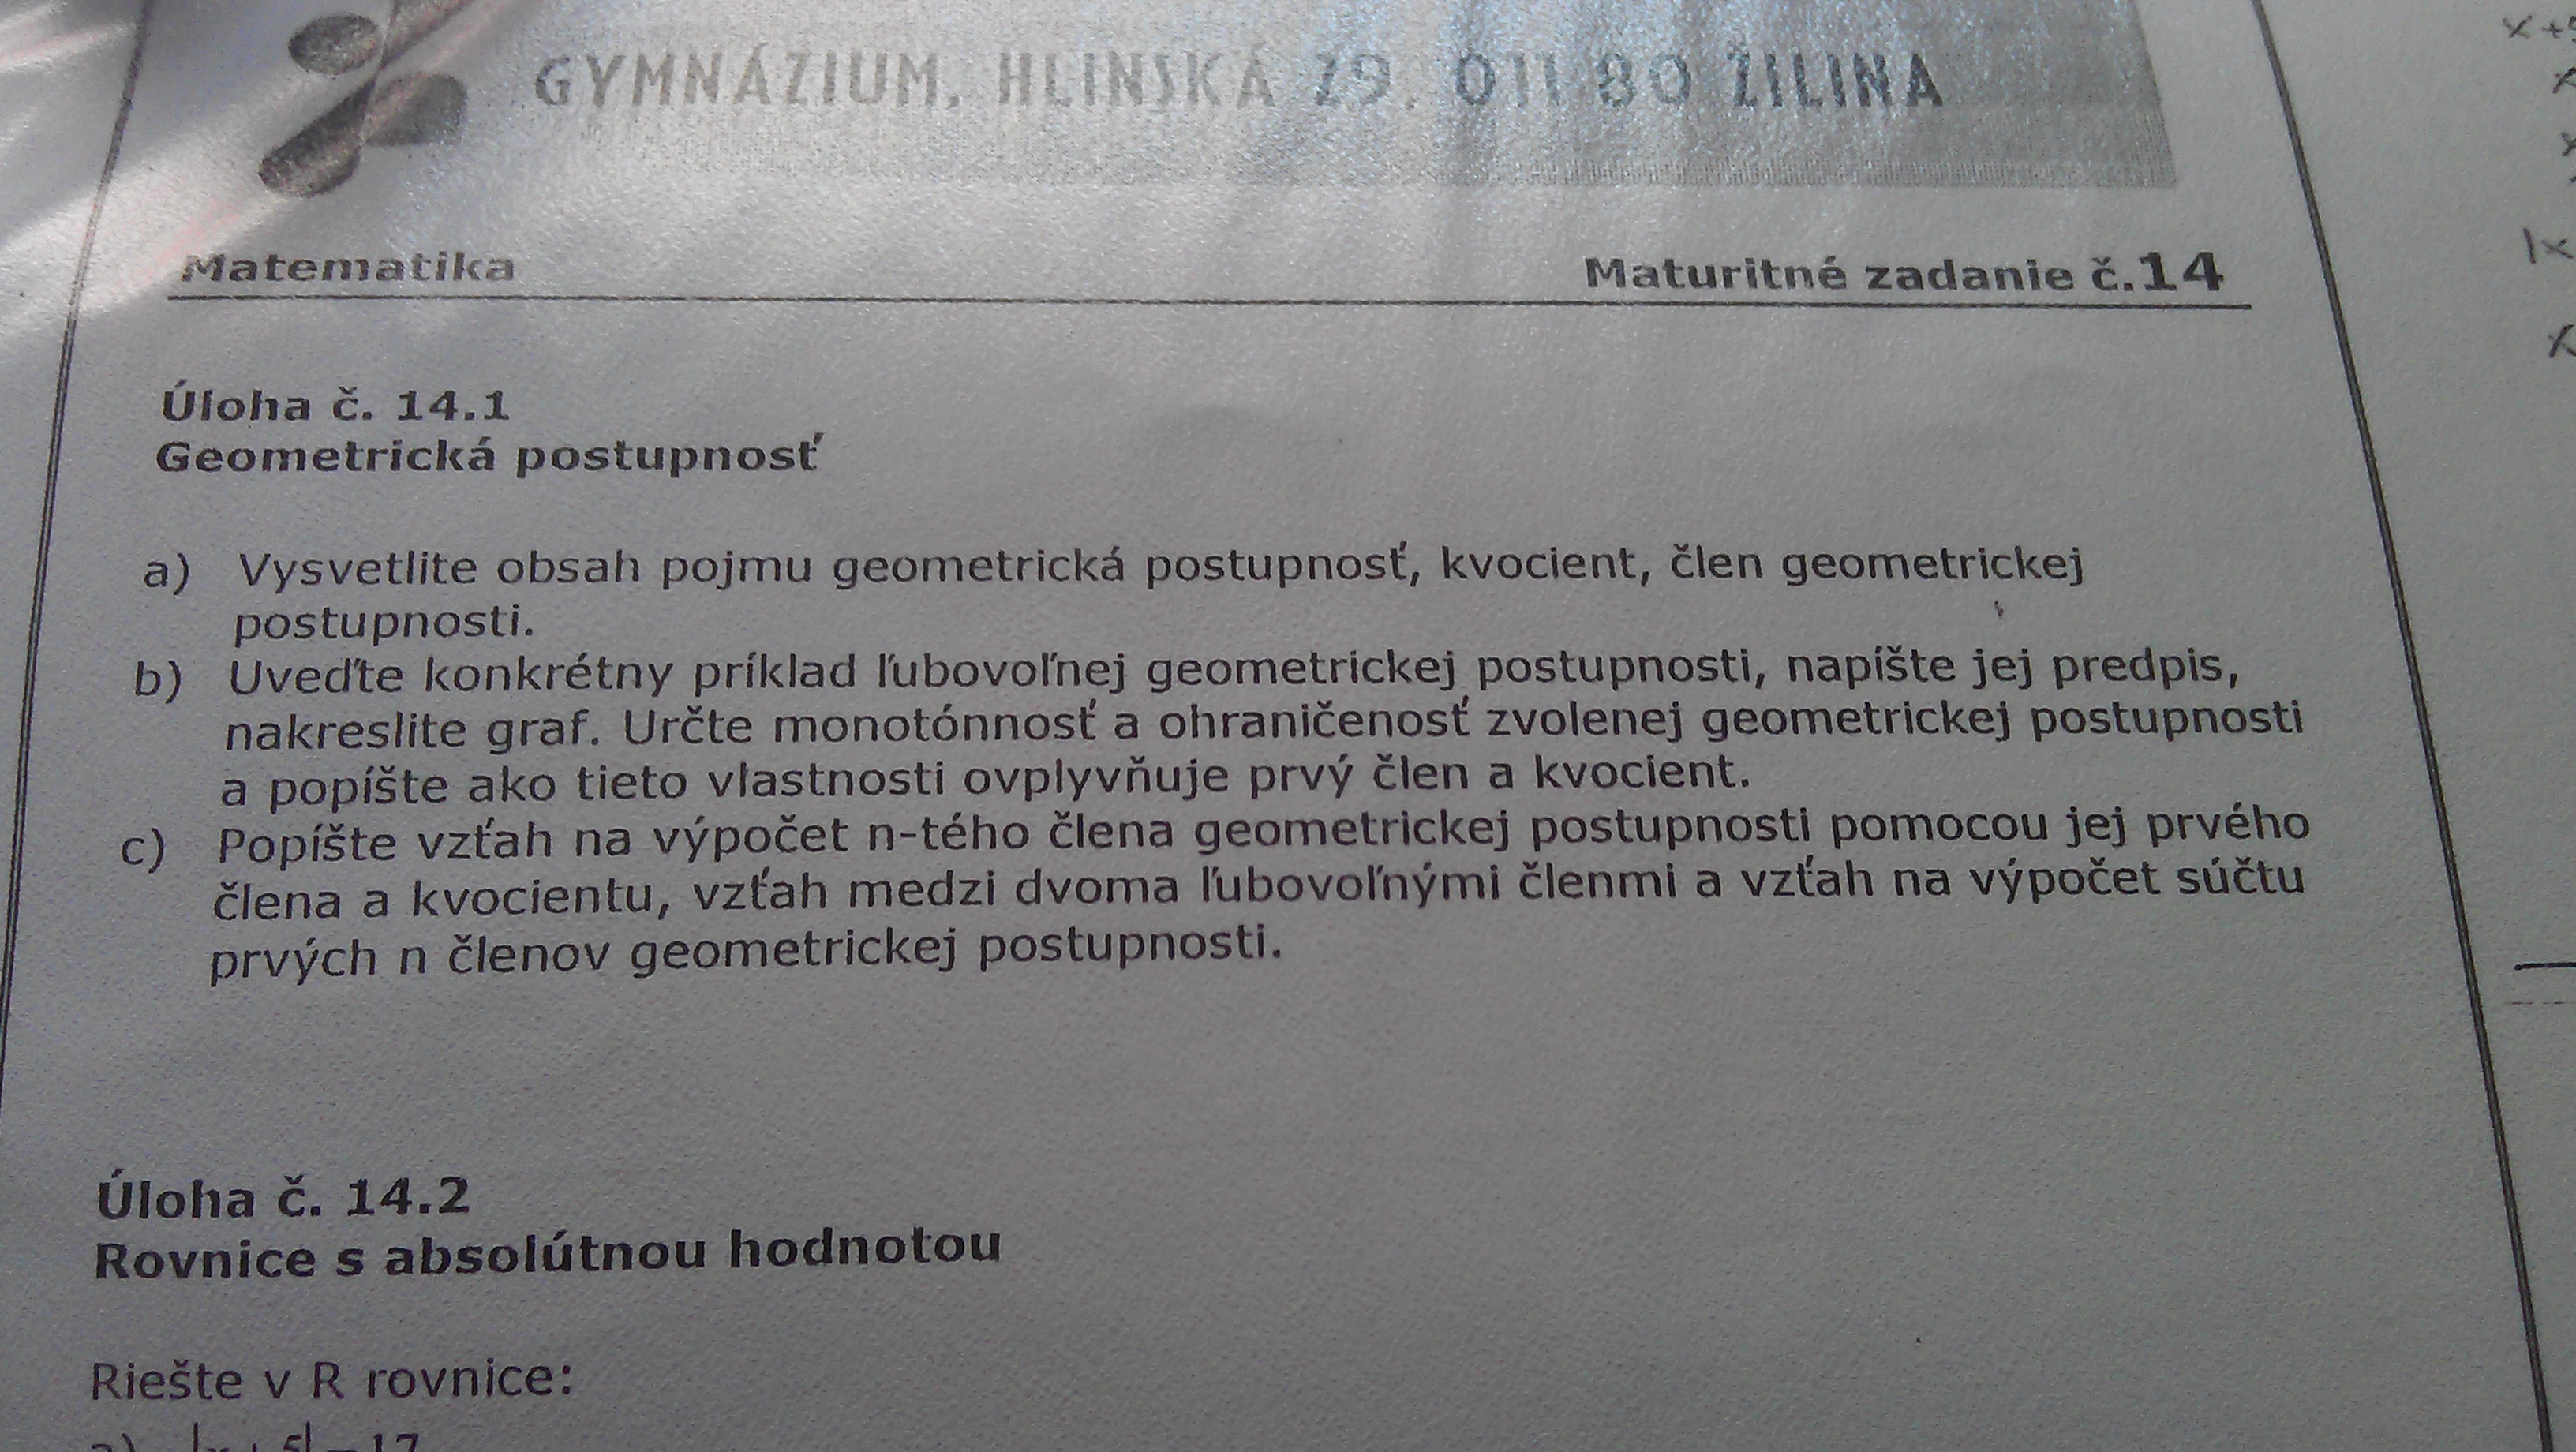 GYMNÁZIUM, HLINSKÁ 29, 011 80 ŽILINA
Matematika Maturitné zadanie č.14
Úloha č. 14.1
Geometrická postupnosť
a) Vysvetlite obsah pojmu geometrická postupnosť, kvocient, člen geometrickej
postupnosti.
b) Uveďte konkrétny príklad ľubovoľnej geometrickej postupnosti, napíšte jej predpis,
nakreslite graf. Určte monotónnosť a ohraničenosť zvolenej geometrickej postupnosti
a popíšte ako tieto vlastnosti ovplyvňuje prvý člen a kvocient.
c) Popíšte vzťah na výpočet n-tého člena geometrickej postupnosti pomocou jej prvého
člena a kvocientu, vzťah medzi dvoma ľubovoľnými členmi a vzťah na výpočet súčtu
prvých n členov geometrickej postupnosti.
Úloha č. 14.2
Rovnice s absolútnou hodnotou
Riešte v R rovnice:
a) |x + 5| = 17